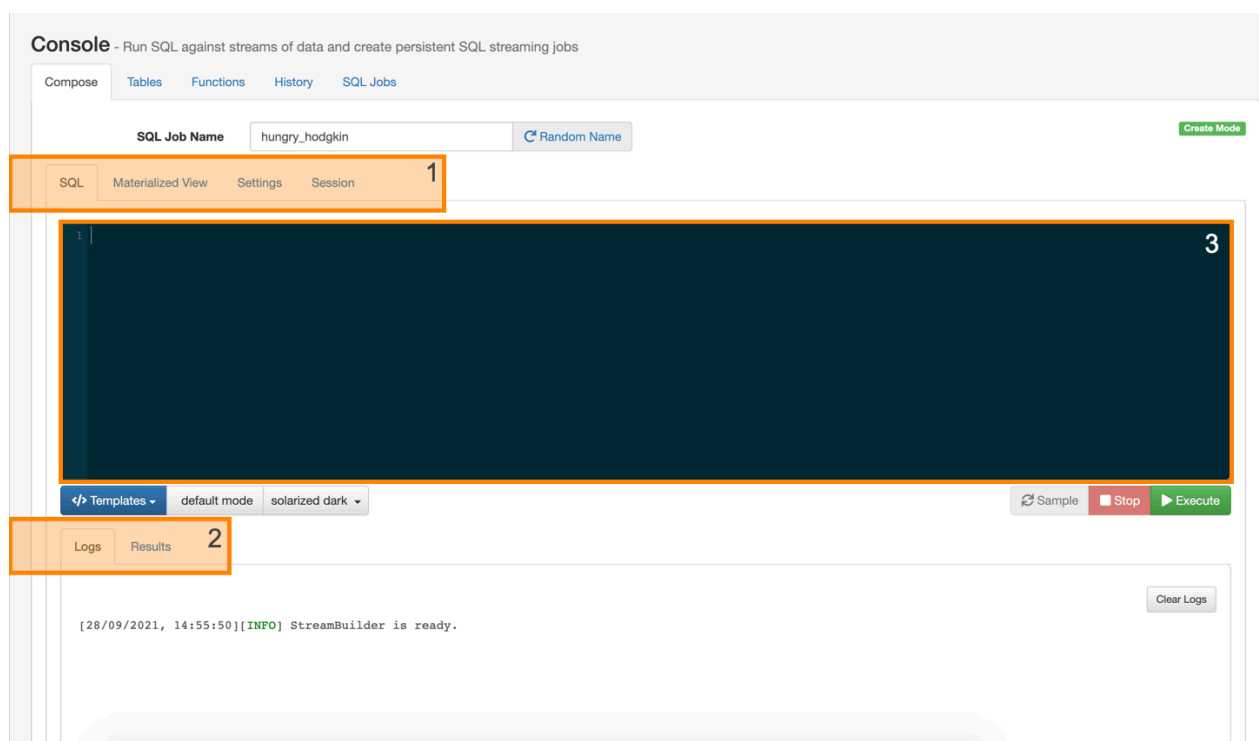 Console - Run SQL against streams of data and create persistent SQL streaming jobs
Compose Tables Functions History SQL Jobs
SQL Job Name hungry_hodgkin Random Name Create Mode
SQL Materialized View Settings Session 1
1 3
</> Templates default mode solarized dark Sample Stop Execute
Logs Results 2
Clear Logs
[28/09/2021, 14:55:50][INFO] StreamBuilder is ready.